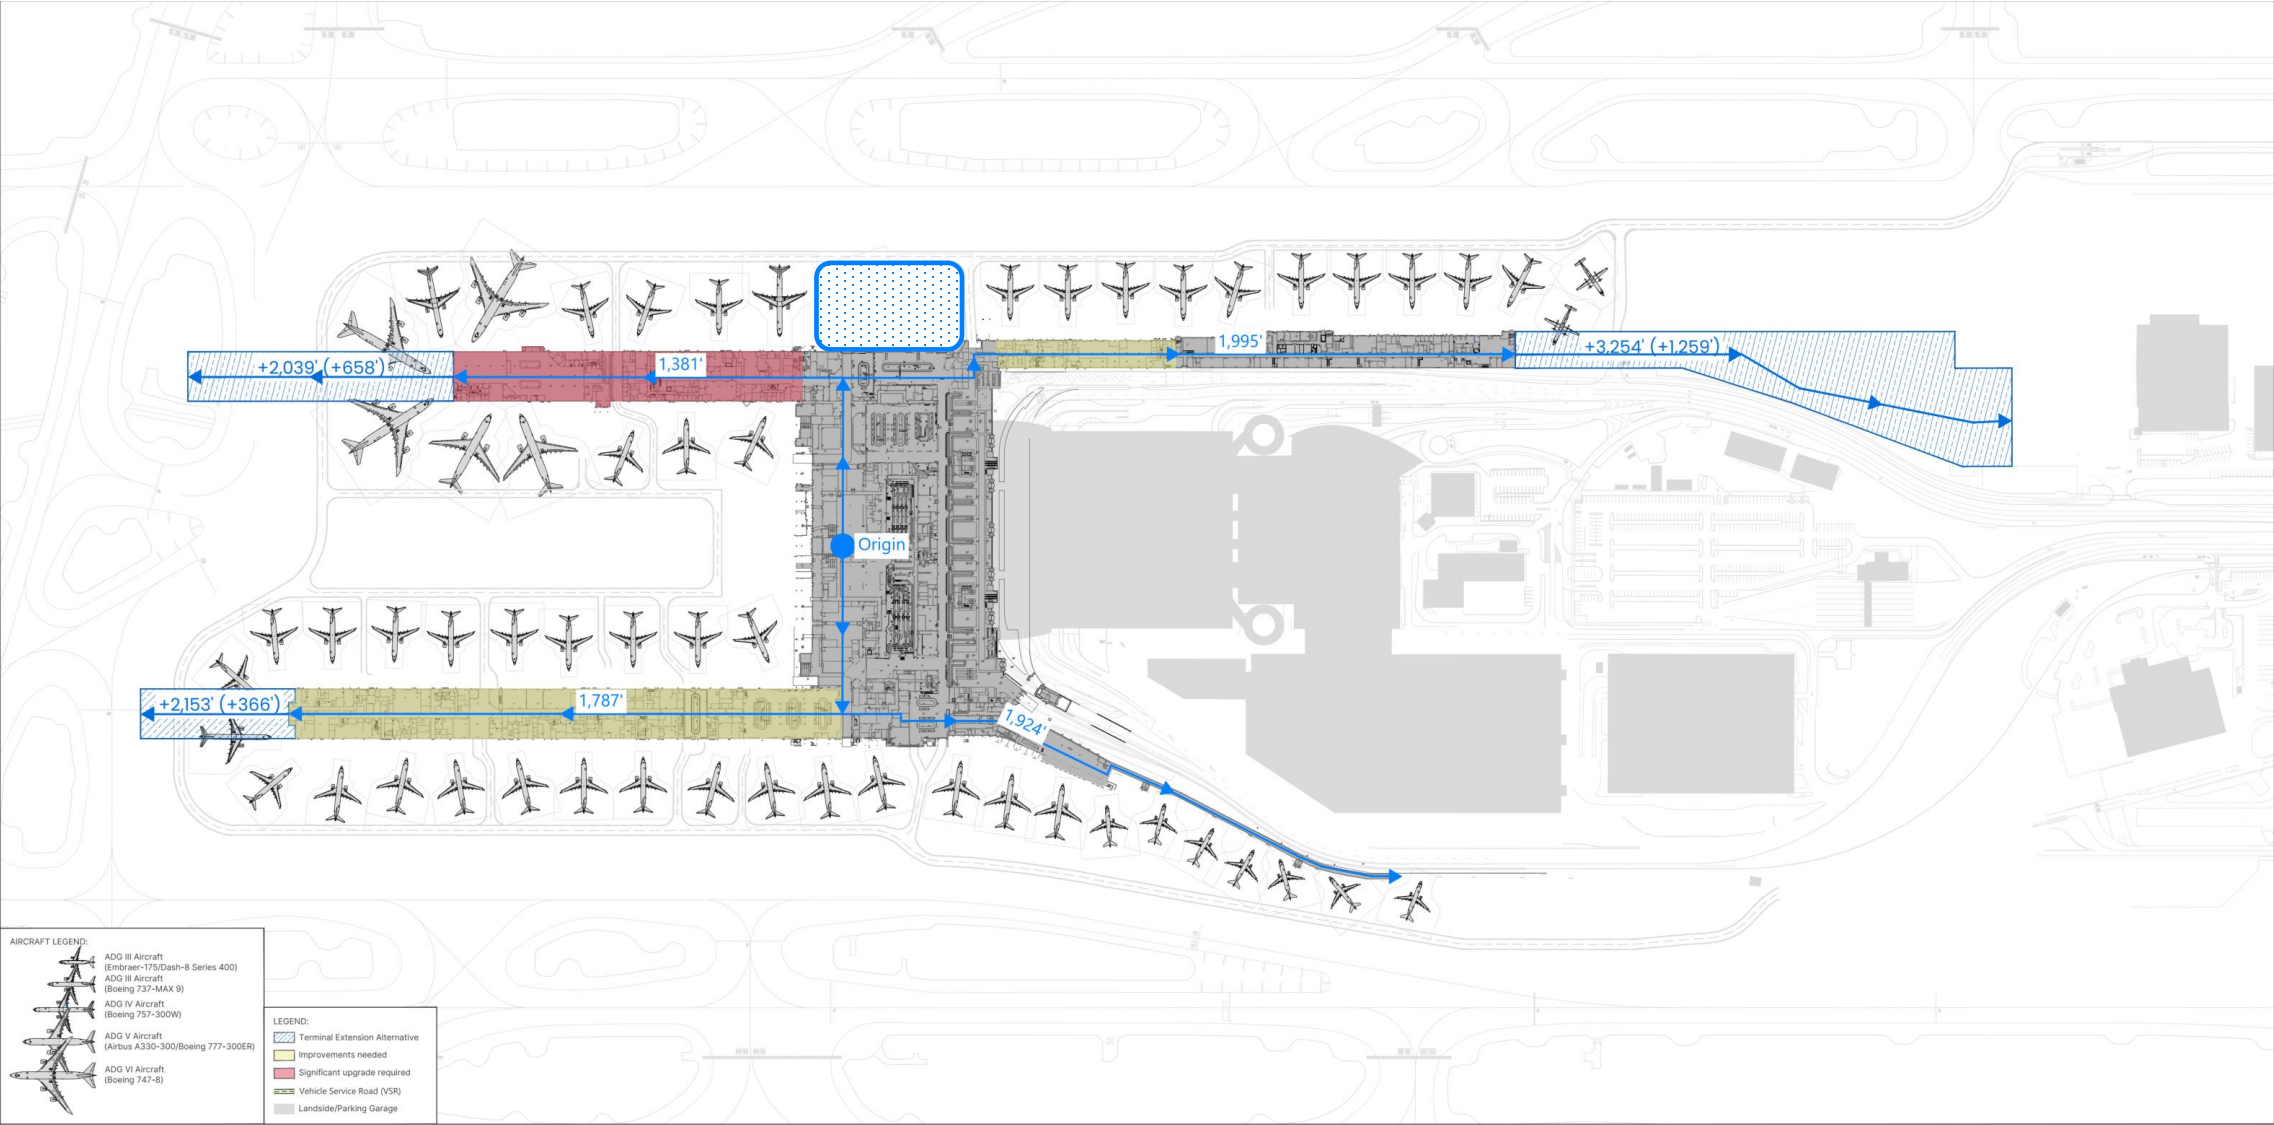 1,995'
+3,254' (+1,259')
+2,039' (+658')
1,381'
Origin
+2,153' (+366')
1,787'
1,924'
AIRCRAFT LEGEND:
ADG III Aircraft
(Embraer-175/Dash-8 Series 400)
ADG III Aircraft
(Boeing 737-MAX 9)
ADG IV Aircraft
(Boeing 757-300W)
ADG V Aircraft
(Airbus A330-300/Boeing 777-300ER)
ADG VI Aircraft
(Boeing 747-8)
LEGEND:
Terminal Extension Alternative
Improvements needed
Significant upgrade required
Vehicle Service Road (VSR)
Landside/Parking Garage